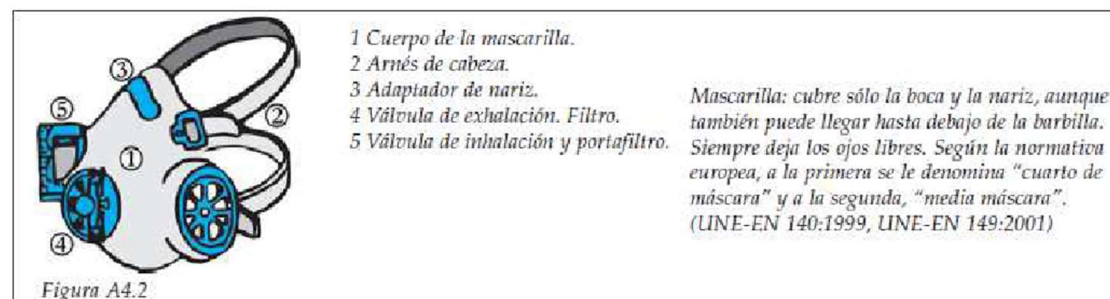 ③
⑤
②
①
④
Figura A4.2
1 Cuerpo de la mascarilla.
2 Arnés de cabeza.
3 Adaptador de nariz.
4 Válvula de exhalación. Filtro.
5 Válvula de inhalación y portafiltro.
Mascarilla: cubre sólo la boca y la nariz, aunque
también puede llegar hasta debajo de la barbilla.
Siempre deja los ojos libres. Según la normativa
europea, a la primera se le denomina “cuarto de
máscara” y a la segunda, “media máscara”.
(UNE-EN 140:1999, UNE-EN 149:2001)